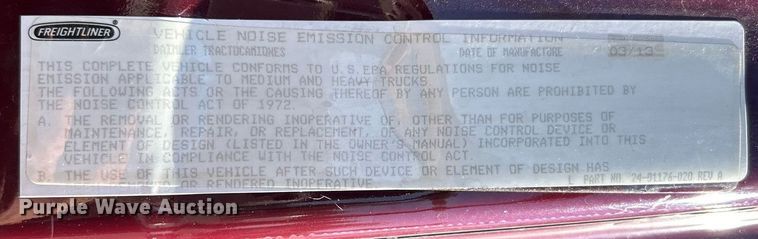 FREIGHTLINER
VEHICLE NOISE EMISSION CONTROL INFORMATION
DAIMLER TRACTOCAMIONES DATE OF MANUFACTURE 03/13
THIS COMPLETE VEHICLE CONFORMS TO U.S.EPA REGULATIONS FOR NOISE
EMISSION APPLICABLE TO MEDIUM AND HEAVY TRUCKS.
THE FOLLOWING ACTS OR THE CAUSING THEREOF BY ANY PERSON ARE PROHIBITED BY
THE NOISE CONTROL ACT OF 1972.
A. THE REMOVAL OR RENDERING INOPERATIVE OF, OTHER THAN FOR PURPOSES OF
MAINTENANCE, REPAIR, OR REPLACEMENT, OF ANY NOISE CONTROL DEVICE OR
ELEMENT OF DESIGN (LISTED IN THE OWNER'S MANUAL) INCORPORATED INTO THIS
VEHICLE IN COMPLIANCE WITH THE NOISE CONTROL ACT.
B. THE USE OF THIS VEHICLE AFTER SUCH DEVICE OR ELEMENT OF DESIGN HAS
OR RENDERED INOPERATIVE PART NO. 24-01176-020 REV A
Purple Wave Auction